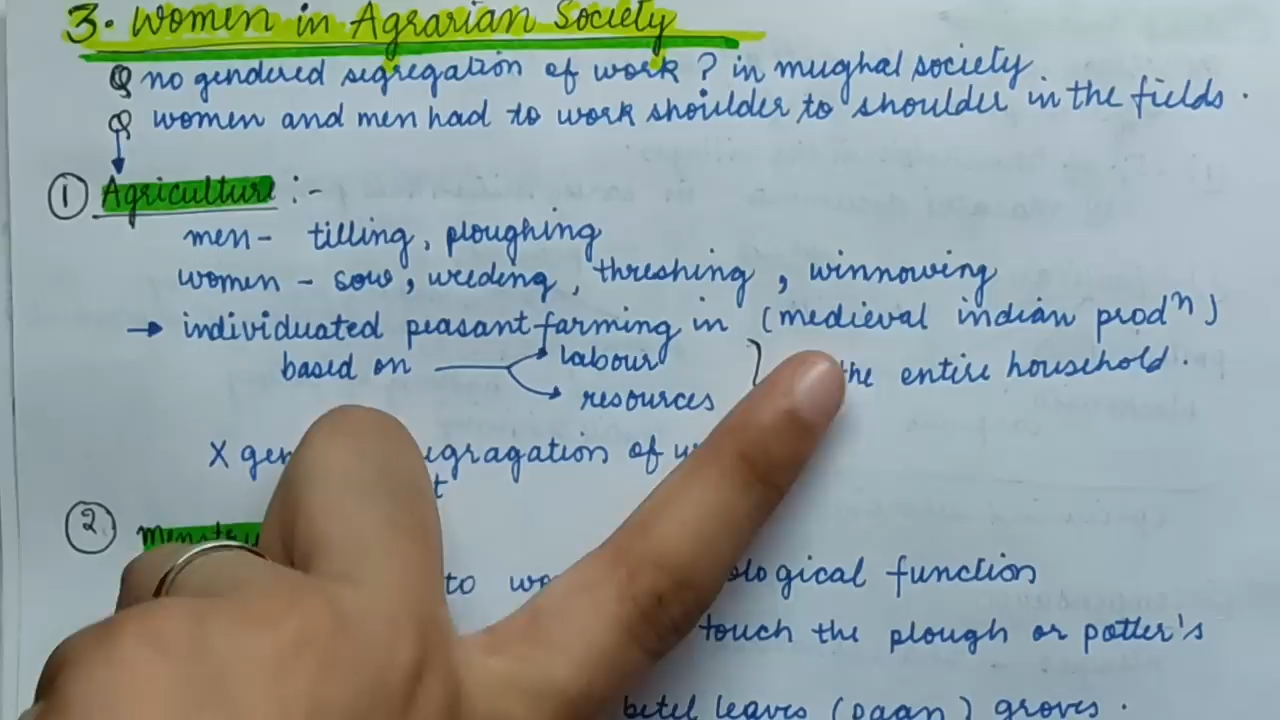 3. Women in Agrarian Society
Q no gendered segregation of work ? in mughal society
Q women and men had to work shoulder to shoulder in the fields.
① Agriculture :-
men - tilling, ploughing
women - sow, weeding, threshing, winnowing
→ individuated peasant farming in (medieval indian prodⁿ)
based on labour
resources
the entire household.
X segragation of
②
to ological function
touch the plough or potter's
betel leaves (paan) groves.